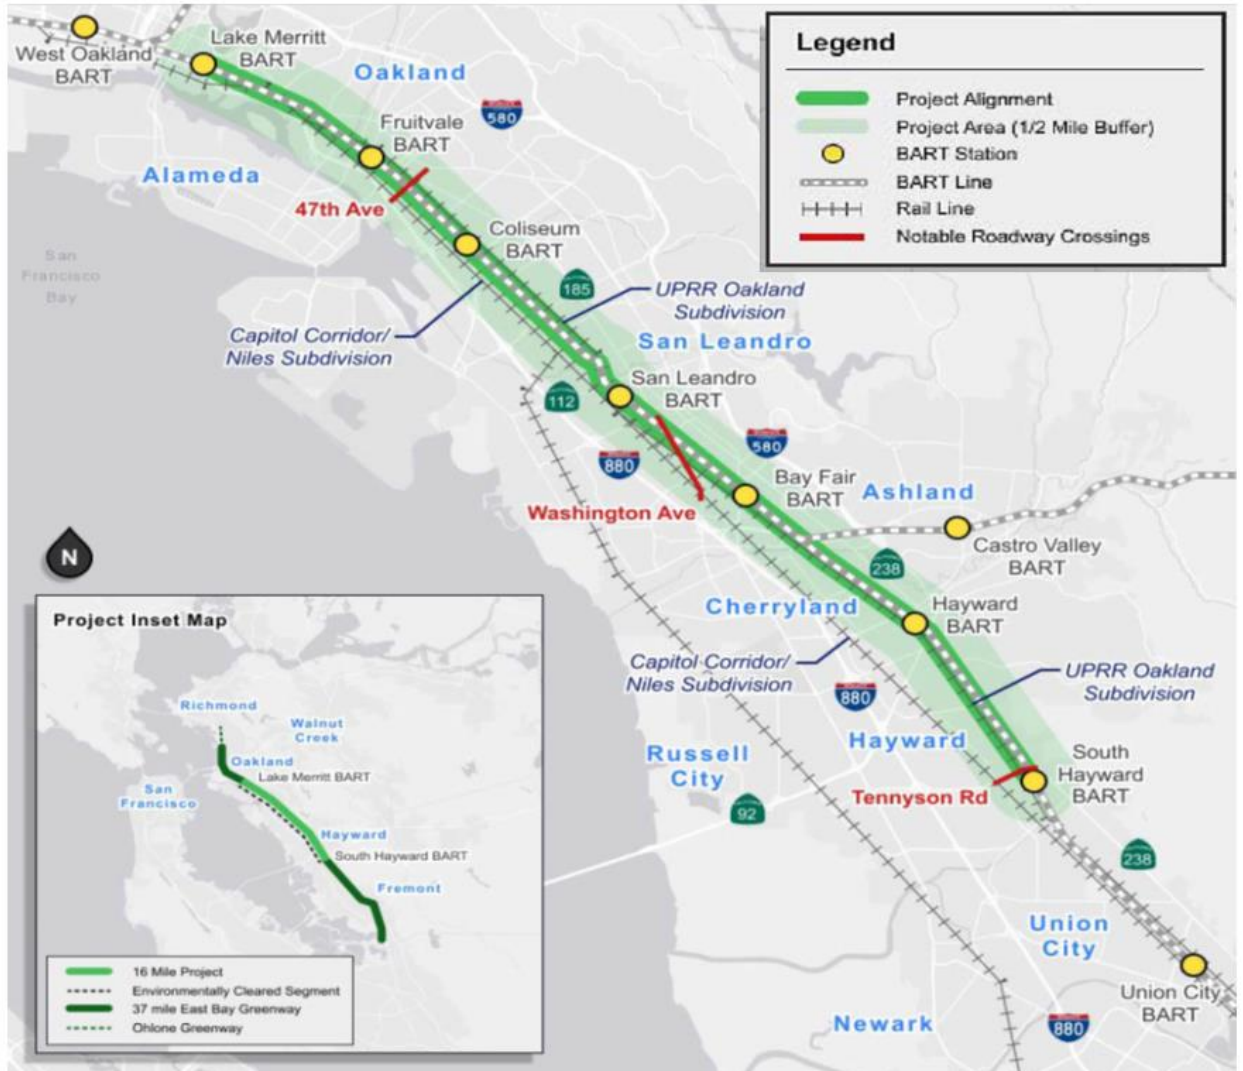 West Oakland
BART
Lake Merritt
BART
Oakland
580
Fruitvale
BART
Alameda
47th Ave
Coliseum
BART
San
Francisco
Bay
185
UPRR Oakland
Subdivision
Capitol Corridor/
Niles Subdivision
San Leandro
San Leandro
BART
112
880
580
Bay Fair
BART
Ashland
Washington Ave
Castro Valley
BART
238
Cherryland
Hayward
BART
Capitol Corridor/
Niles Subdivision
UPRR Oakland
Subdivision
880
Hayward
Russell
City
South
Hayward
BART
Tennyson Rd
92
238
Union
City
Union City
BART
Newark
880
Legend
Project Alignment
Project Area (1/2 Mile Buffer)
BART Station
BART Line
Rail Line
Notable Roadway Crossings
N
Project Inset Map
Richmond
Walnut
Creek
Oakland
Lake Merritt BART
San
Francisco
Hayward
South Hayward BART
Fremont
16 Mile Project
Environmentally Cleared Segment
37 mile East Bay Greenway
Ohlone Greenway